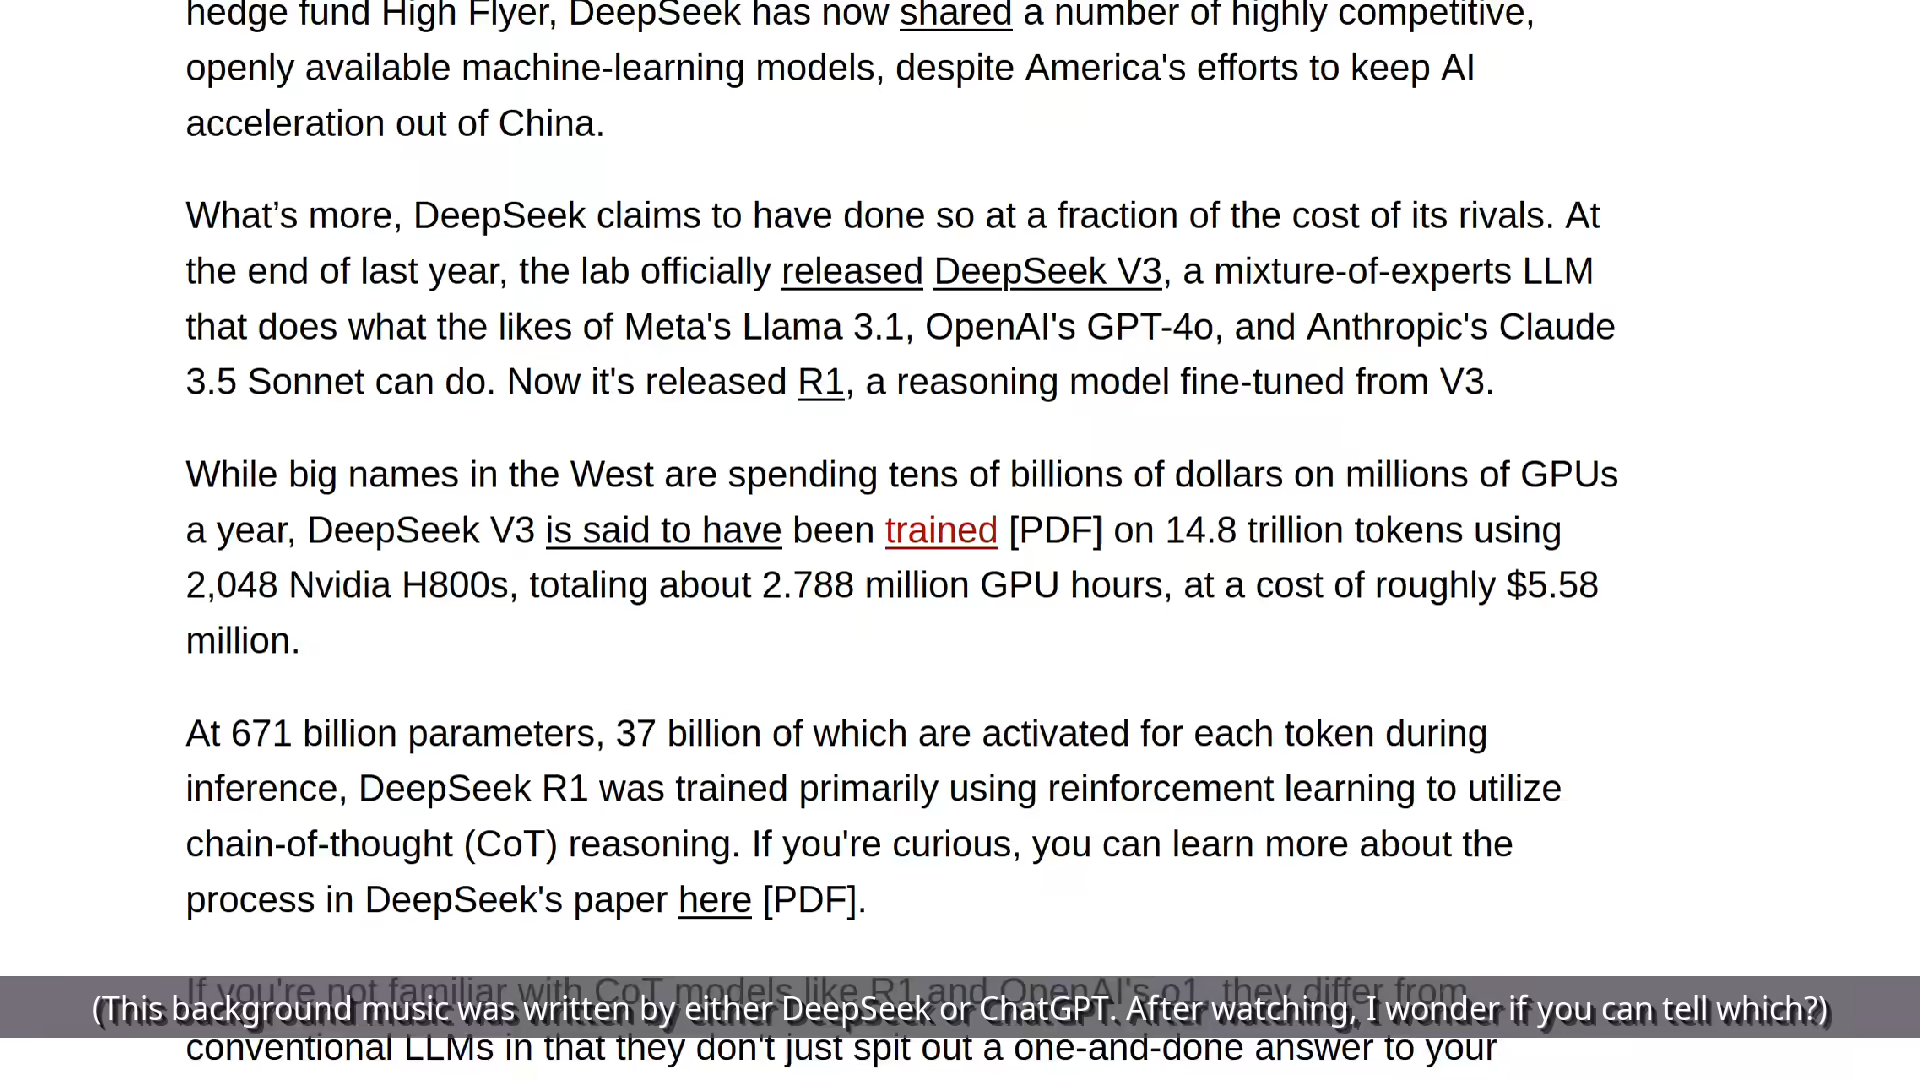 hedge fund High Flyer, DeepSeek has now shared a number of highly competitive,
openly available machine-learning models, despite America's efforts to keep AI
acceleration out of China.
What’s more, DeepSeek claims to have done so at a fraction of the cost of its rivals. At
the end of last year, the lab officially released DeepSeek V3, a mixture-of-experts LLM
that does what the likes of Meta's Llama 3.1, OpenAI's GPT-4o, and Anthropic's Claude
3.5 Sonnet can do. Now it's released R1, a reasoning model fine-tuned from V3.
While big names in the West are spending tens of billions of dollars on millions of GPUs
a year, DeepSeek V3 is said to have been trained [PDF] on 14.8 trillion tokens using
2,048 Nvidia H800s, totaling about 2.788 million GPU hours, at a cost of roughly $5.58
million.
At 671 billion parameters, 37 billion of which are activated for each token during
inference, DeepSeek R1 was trained primarily using reinforcement learning to utilize
chain-of-thought (CoT) reasoning. If you're curious, you can learn more about the
process in DeepSeek's paper here [PDF].
If you're not familiar with CoT models like R1 and OpenAI's o1, they differ from
(This background music was written by either DeepSeek or ChatGPT. After watching, I wonder if you can tell which?)
conventional LLMs in that they don't just spit out a one-and-done answer to your